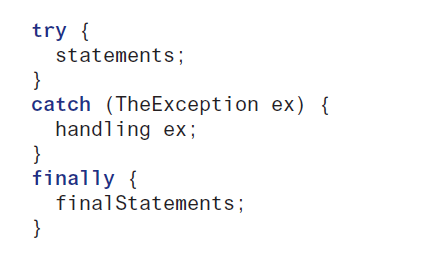 try {
  statements;
}
catch (TheException ex) {
  handling ex;
}
finally {
  finalStatements;
}